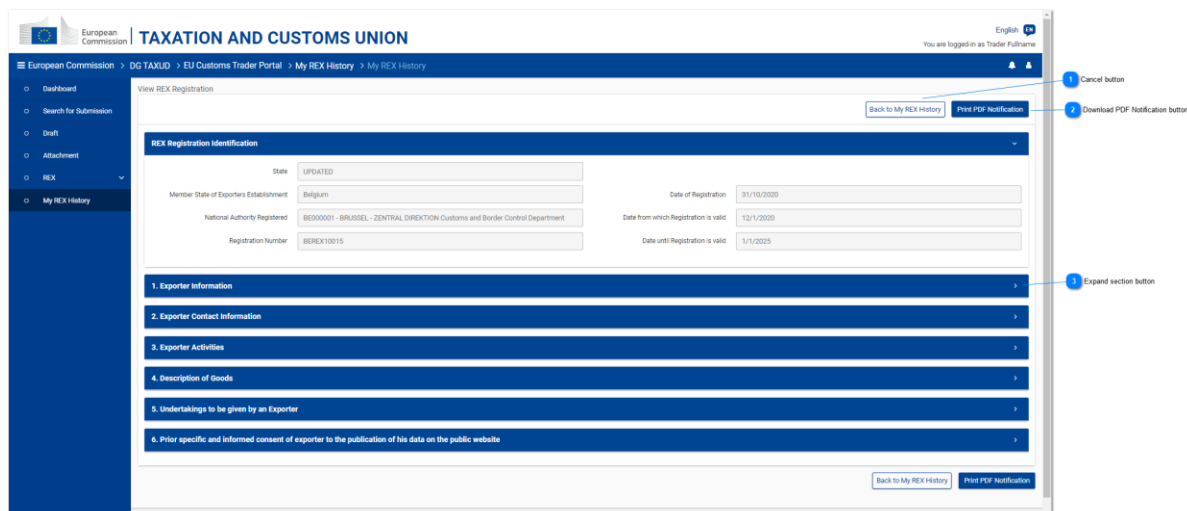 European
Commission
TAXATION AND CUSTOMS UNION
English EN
You are logged-in as Trader Fullname
European Commission > DG TAXUD > EU Customs Trader Portal > My REX History > My REX History
Dashboard
Search for Submission
Draft
Attachment
REX
My REX History
View REX Registration
Back to My REX History
Print PDF Notification
1 Cancel button
2 Download PDF Notification button
REX Registration Identification
State UPDATED
Member State of Exporters Establishment Belgium
Date of Registration 31/10/2020
National Authority Registered BE000001 - BRUSSEL - ZENTRAL DIREKTION Customs and Border Control Department
Date from which Registration is valid 12/1/2020
Registration Number BEREX10015
Date until Registration is valid 1/1/2025
1. Exporter Information
3 Expand section button
2. Exporter Contact Information
3. Exporter Activities
4. Description of Goods
5. Undertakings to be given by an Exporter
6. Prior specific and informed consent of exporter to the publication of his data on the public website
Back to My REX History
Print PDF Notification